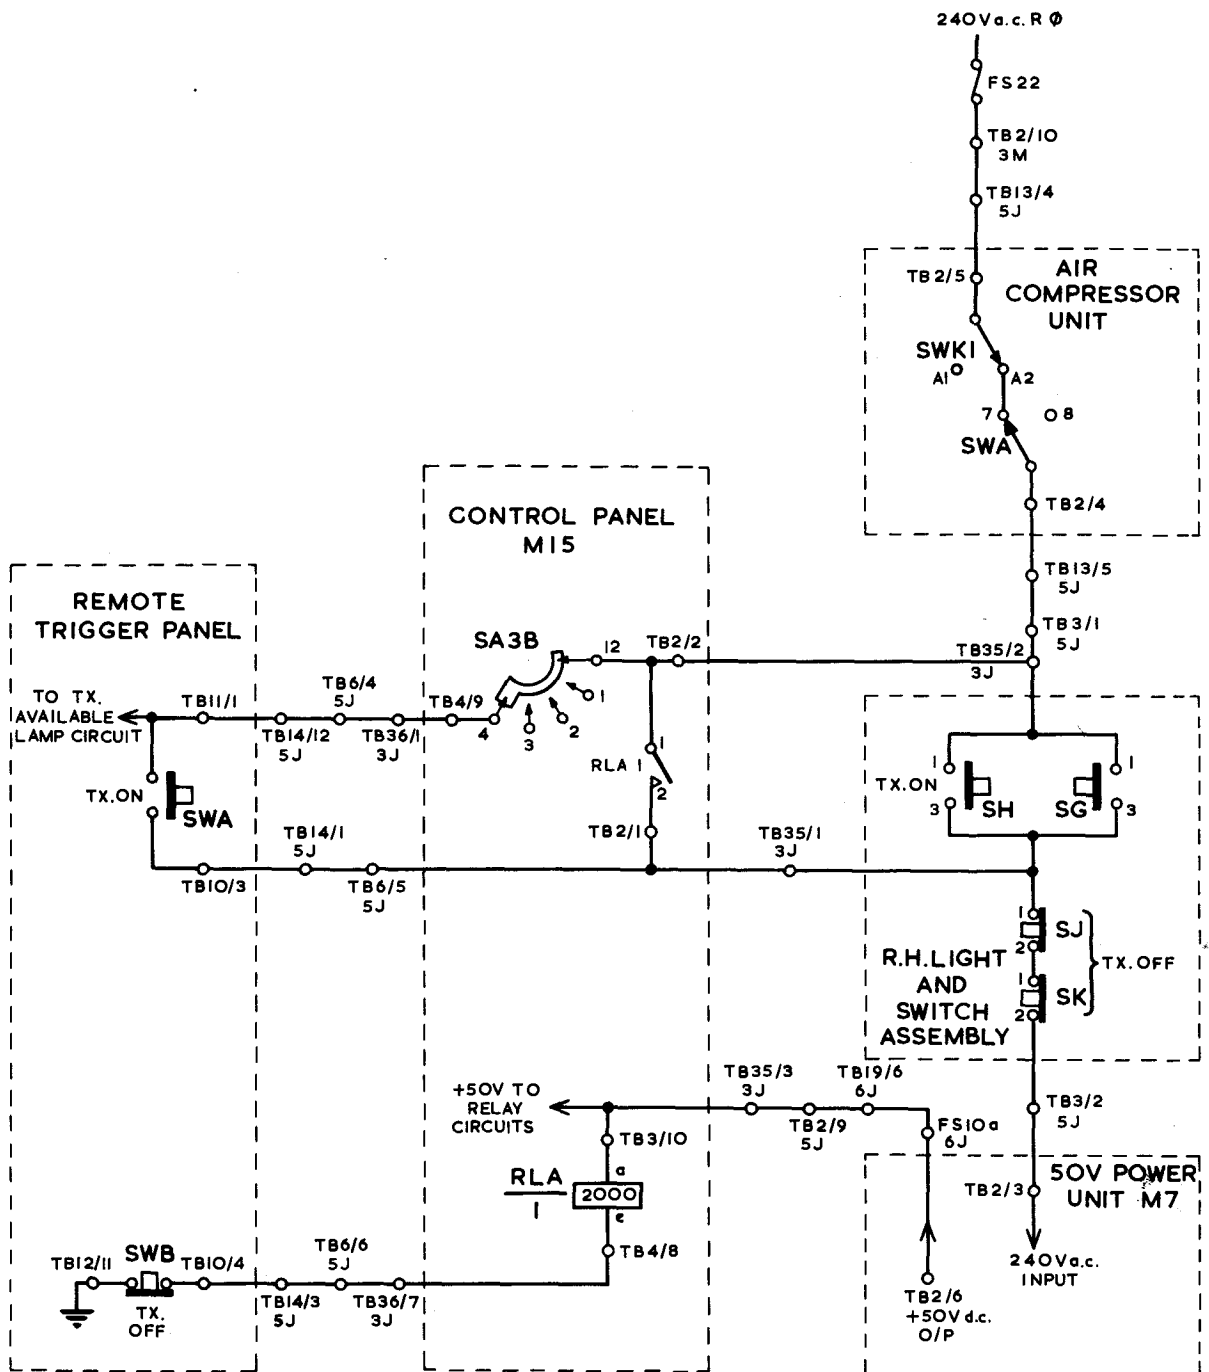 240V a.c. R Ø
FS22
TB2/10
3M
TB13/4
5J
AIR
COMPRESSOR
UNIT
TB2/5
SWK1
A1
A2
7
8
SWA
TB2/4
TB13/5
5J
TB3/1
5J
TB35/2
3J
CONTROL PANEL
M15
SA3B
12
TB2/2
1
2
3
4
TB4/9
RLA 1
1
2
TB2/1
REMOTE
TRIGGER PANEL
TO TX.
AVAILABLE
LAMP CIRCUIT
TB11/1
TB14/12
5J
TB6/4
5J
TB36/1
3J
TX.ON
SWA
TB10/3
TB14/1
5J
TB6/5
5J
TB35/1
3J
TX.ON
1
3
SH
SG
1
3
1
SJ
2
1
SK
2
TX.OFF
R.H.LIGHT
AND
SWITCH
ASSEMBLY
+50V TO
RELAY
CIRCUITS
TB35/3
3J
TB2/9
5J
TB19/6
6J
FS10a
6J
TB3/2
5J
TB3/10
RLA
1
a
2000
e
TB4/8
50V POWER
UNIT M7
TB2/3
240V a.c.
INPUT
TB2/6
+50V d.c.
O/P
TB12/11
SWB
TX.
OFF
TB10/4
TB14/3
5J
TB6/6
5J
TB36/7
3J